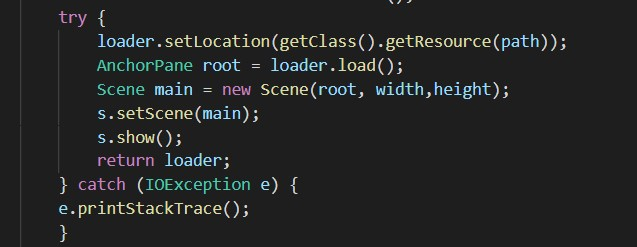 try {
loader.setLocation(getClass().getResource(path));
AnchorPane root = loader.load();
Scene main = new Scene(root, width,height);
s.setScene(main);
s.show();
return loader;
} catch (IOException e) {
e.printStackTrace();
}